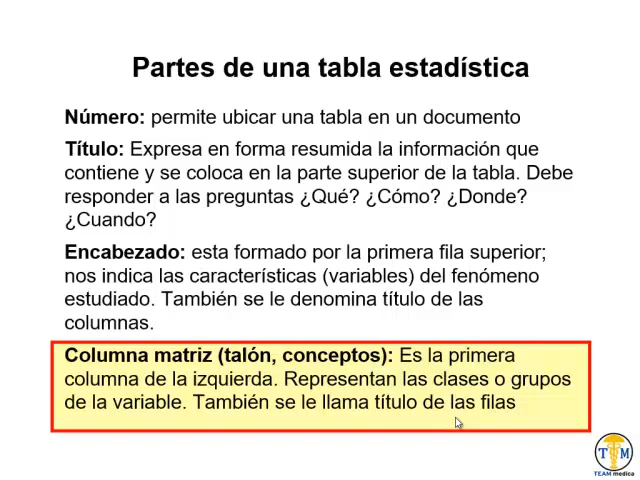 Partes de una tabla estadística
Número: permite ubicar una tabla en un documento
Título: Expresa en forma resumida la información que
contiene y se coloca en la parte superior de la tabla. Debe
responder a las preguntas ¿Qué? ¿Cómo? ¿Donde?
¿Cuando?
Encabezado: esta formado por la primera fila superior;
nos indica las características (variables) del fenómeno
estudiado. También se le denomina título de las
columnas.
Columna matriz (talón, conceptos): Es la primera
columna de la izquierda. Representan las clases o grupos
de la variable. También se le llama título de las filas
T M
TEAM medica